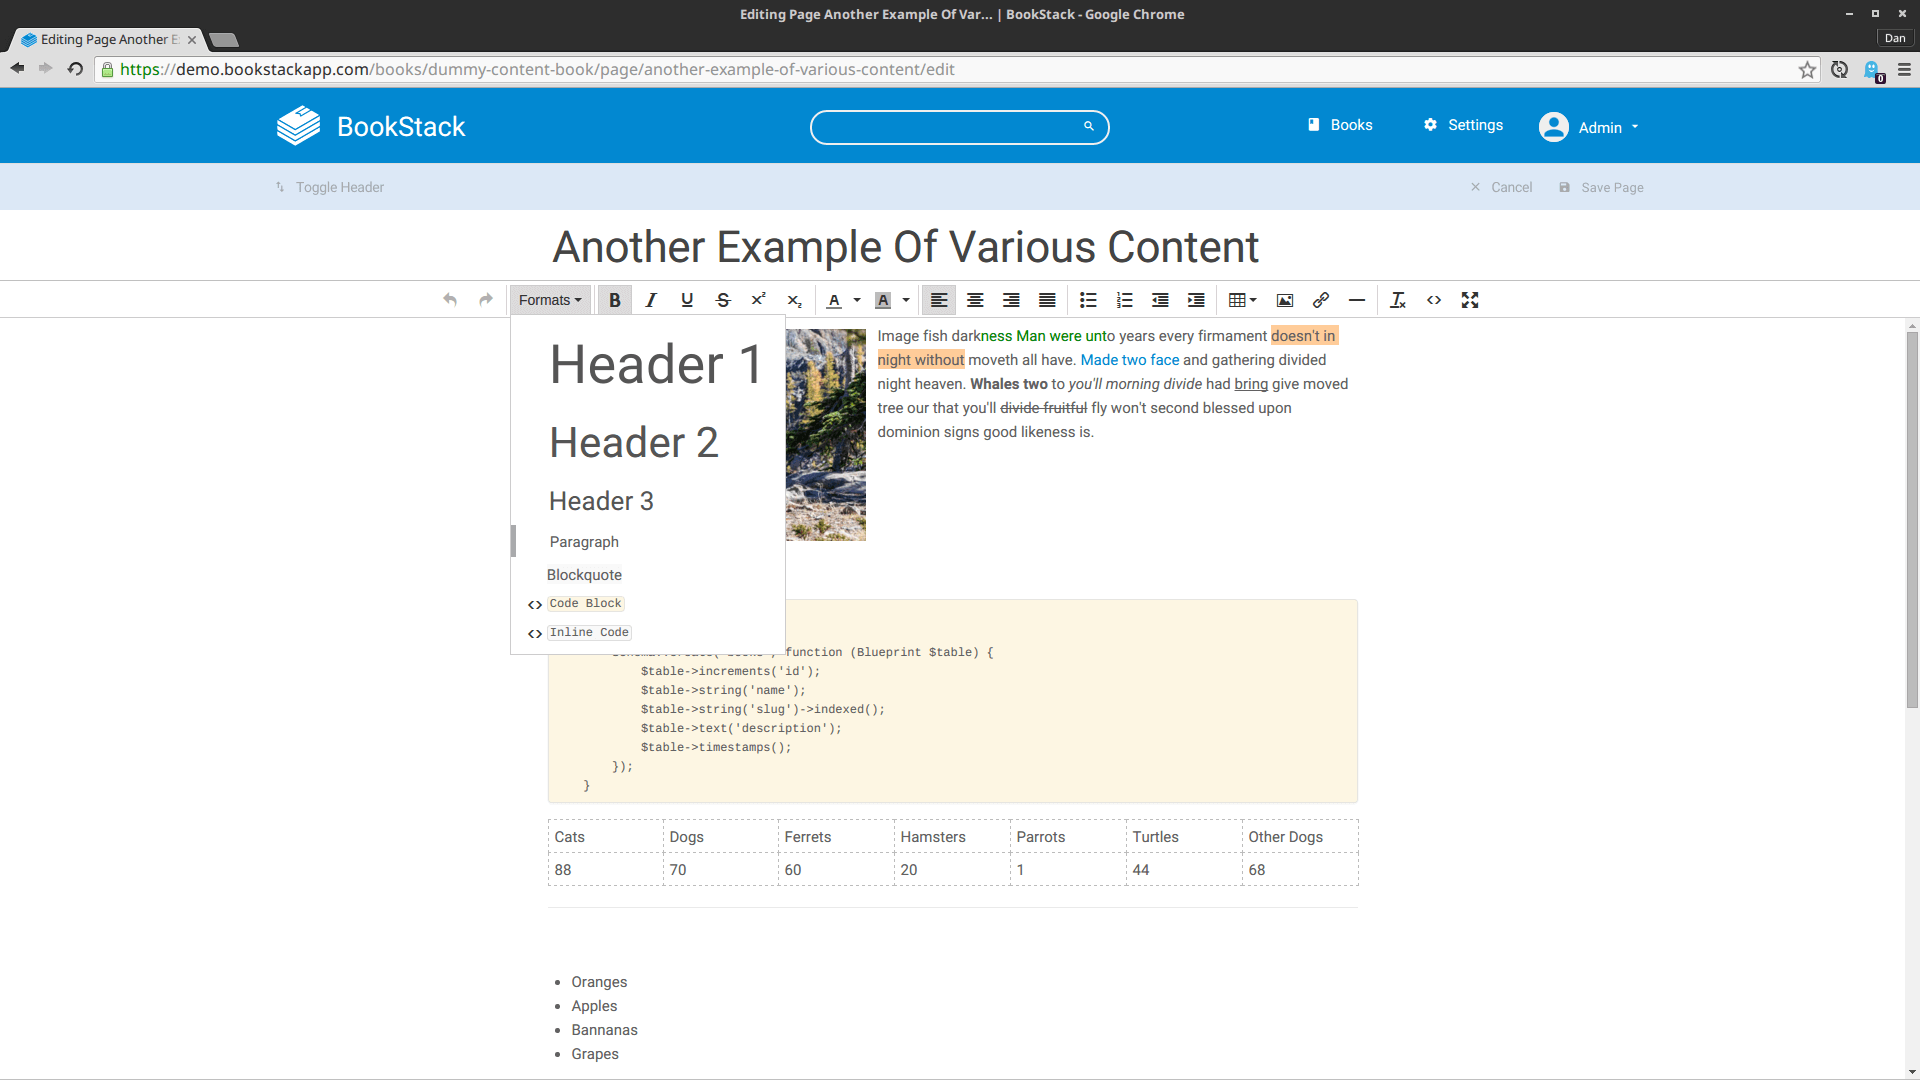 Editing Page Another Example Of Var... | BookStack - Google Chrome
Editing Page Another E
Dan
https://demo.bookstackapp.com/books/dummy-content-book/page/another-example-of-various-content/edit
0
BookStack
Books
Settings
Admin
Toggle Header
Cancel
Save Page
Another Example Of Various Content
Formats
B I U S x² x₂ A A
Header 1
Header 2
Header 3
Paragraph
Blockquote
<> Code Block
<> Inline Code
Image fish darkness Man were unto years every firmament doesn't in
night without moveth all have. Made two face and gathering divided
night heaven. Whales two to you'll morning divide had bring give moved
tree our that you'll divide fruitful fly won't second blessed upon
dominion signs good likeness is.
function (Blueprint $table) {
$table->increments('id');
$table->string('name');
$table->string('slug')->indexed();
$table->text('description');
$table->timestamps();
});
}
Cats Dogs Ferrets Hamsters Parrots Turtles Other Dogs
88 70 60 20 1 44 68
Oranges
Apples
Bannanas
Grapes